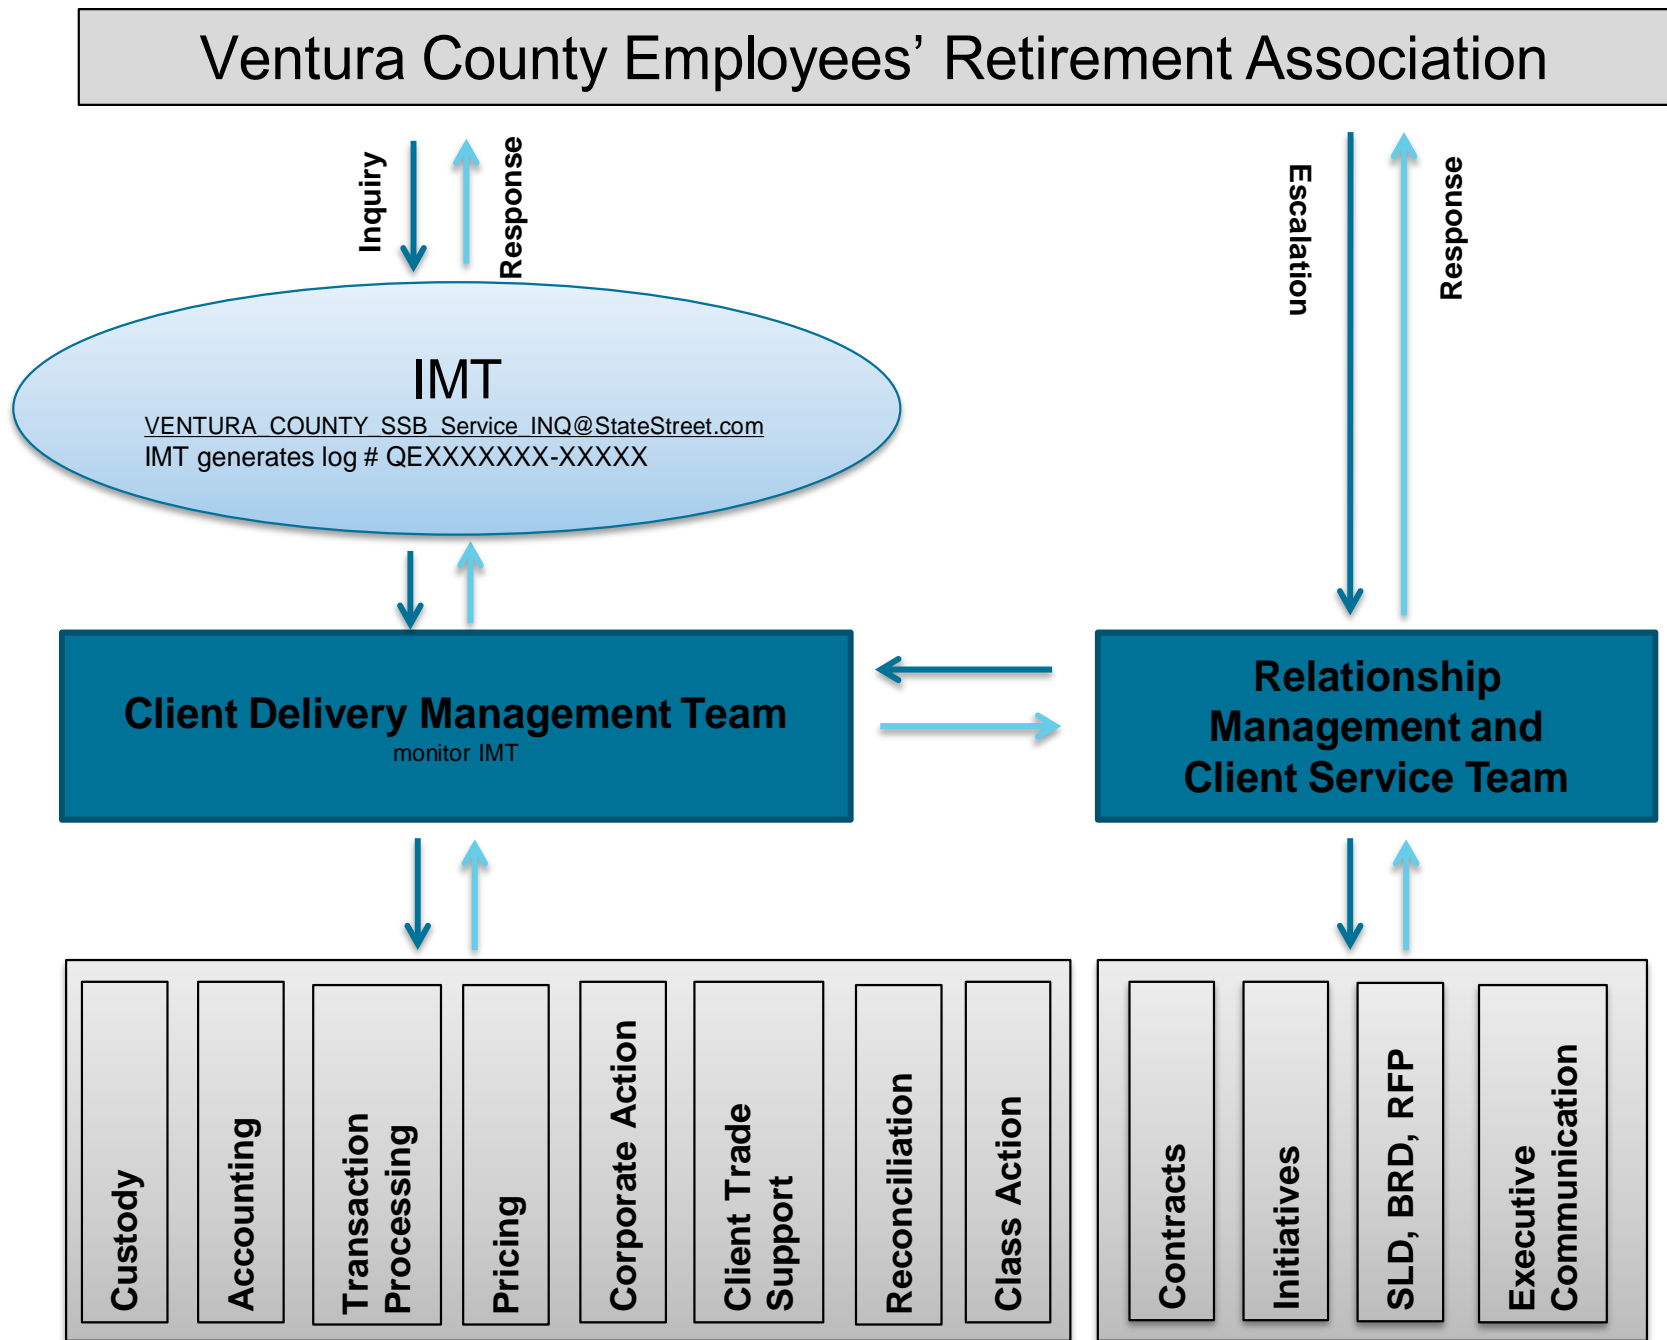 Ventura County Employees’ Retirement Association
Inquiry
Response
Escalation
Response
IMT
VENTURA_COUNTY_SSB_Service_INQ@StateStreet.com
IMT generates log # QEXXXXXXX-XXXXX
Client Delivery Management Team
monitor IMT
Relationship
Management and
Client Service Team
Custody
Accounting
Transaction
Processing
Pricing
Corporate Action
Client Trade
Support
Reconciliation
Class Action
Contracts
Initiatives
SLD, BRD, RFP
Executive
Communication